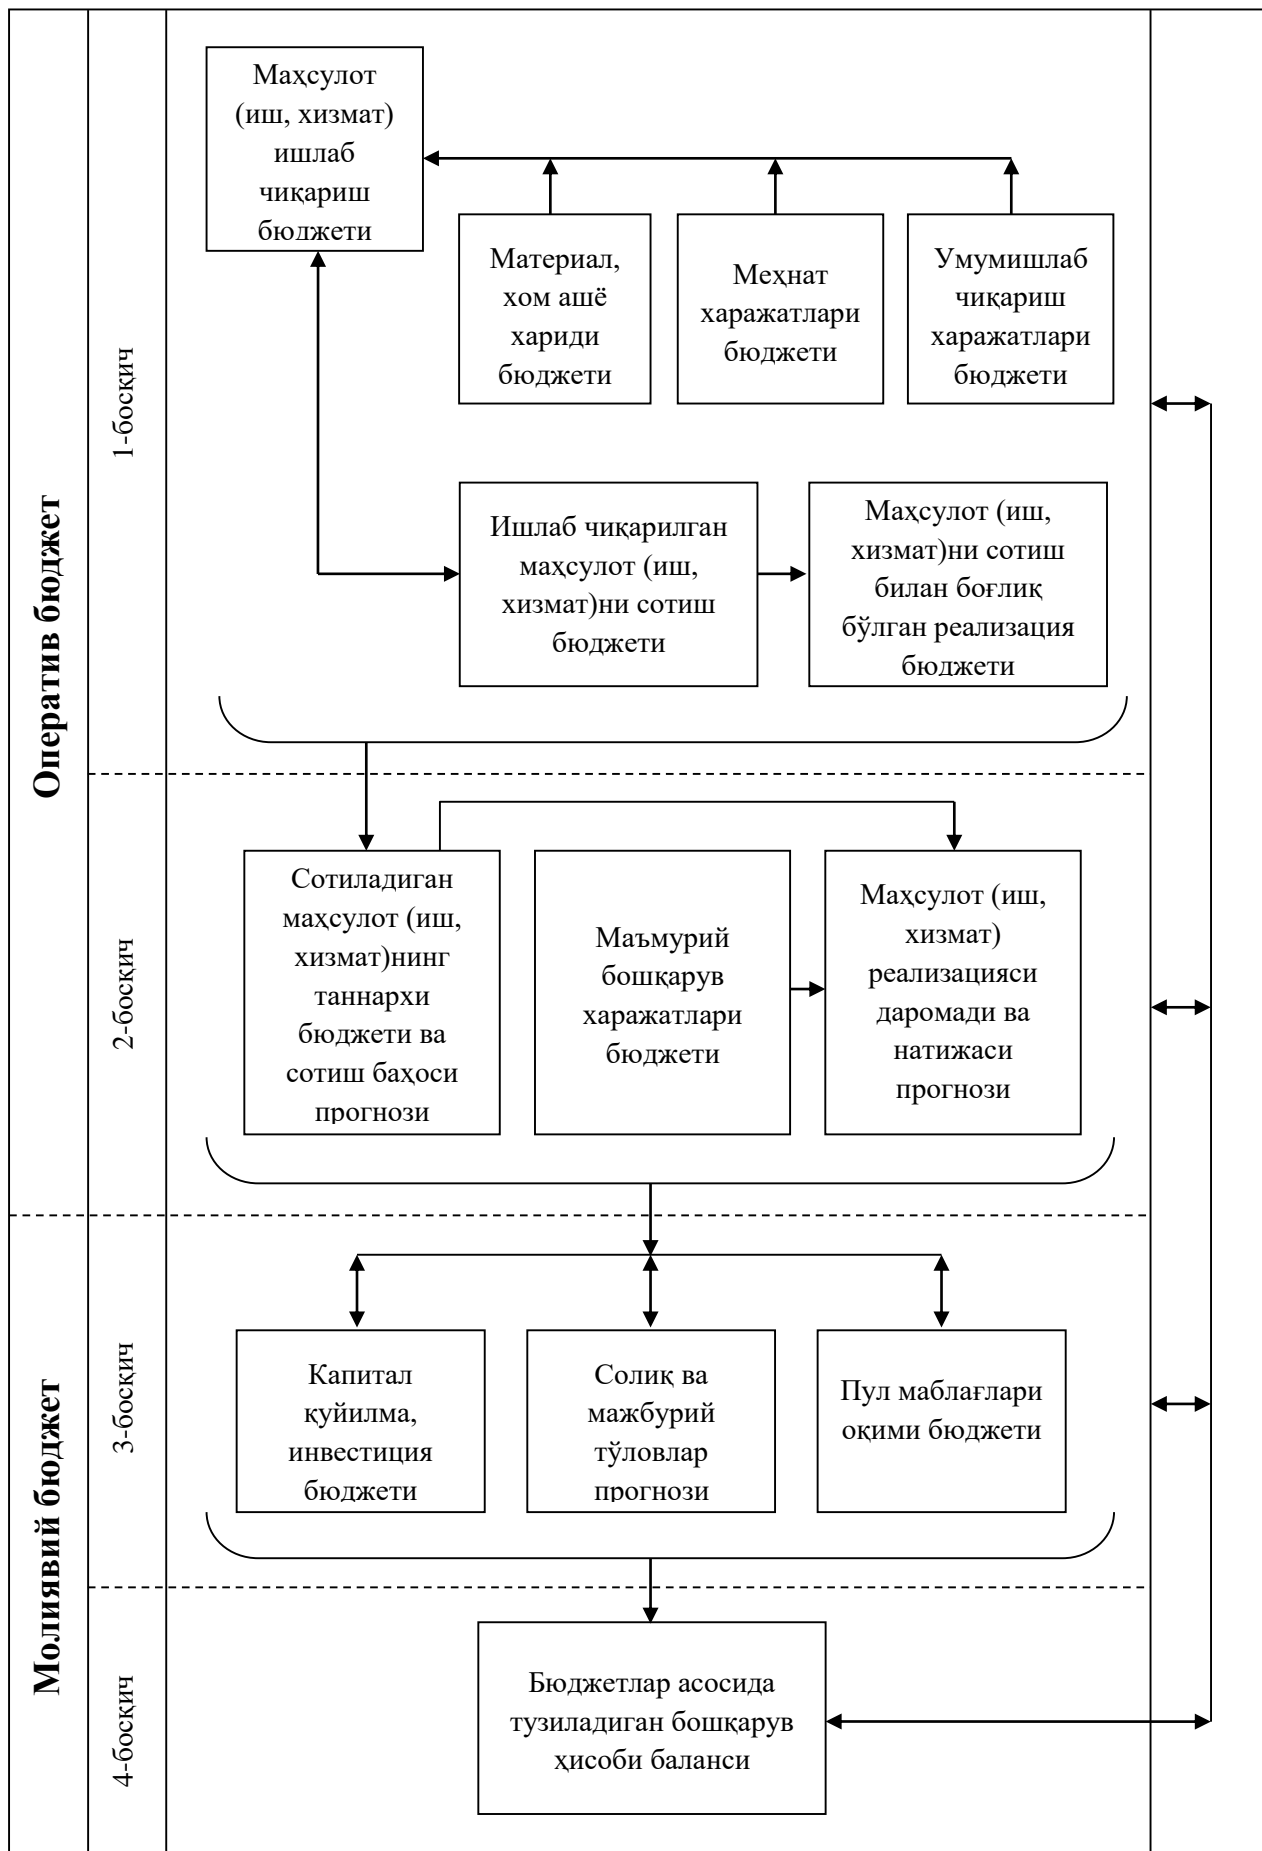 Оператив бюджет
1-босқич
Маҳсулот
(иш, хизмат)
ишлаб
чиқариш
бюджети
Материал,
хом ашё
хариди
бюджети
Меҳнат
харажатлари
бюджети
Умумишлаб
чиқариш
харажатлари
бюджети
Ишлаб чиқарилган
маҳсулот (иш,
хизмат)ни сотиш
бюджети
Маҳсулот (иш,
хизмат)ни сотиш
билан боғлиқ
бўлган реализация
бюджети
2-босқич
Сотиладиган
маҳсулот (иш,
хизмат)нинг
таннархи
бюджети ва
сотиш баҳоси
прогнози
Маъмурий
бошқарув
харажатлари
бюджети
Маҳсулот (иш,
хизмат)
реализацияси
даромади ва
натижаси
прогнози
Молиявий бюджет
3-босқич
Капитал
қуйилма,
инвестиция
бюджети
Солиқ ва
мажбурий
тўловлар
прогнози
Пул маблағлари
оқими бюджети
4-босқич
Бюджетлар асосида
тузиладиган бошқарув
ҳисоби баланси